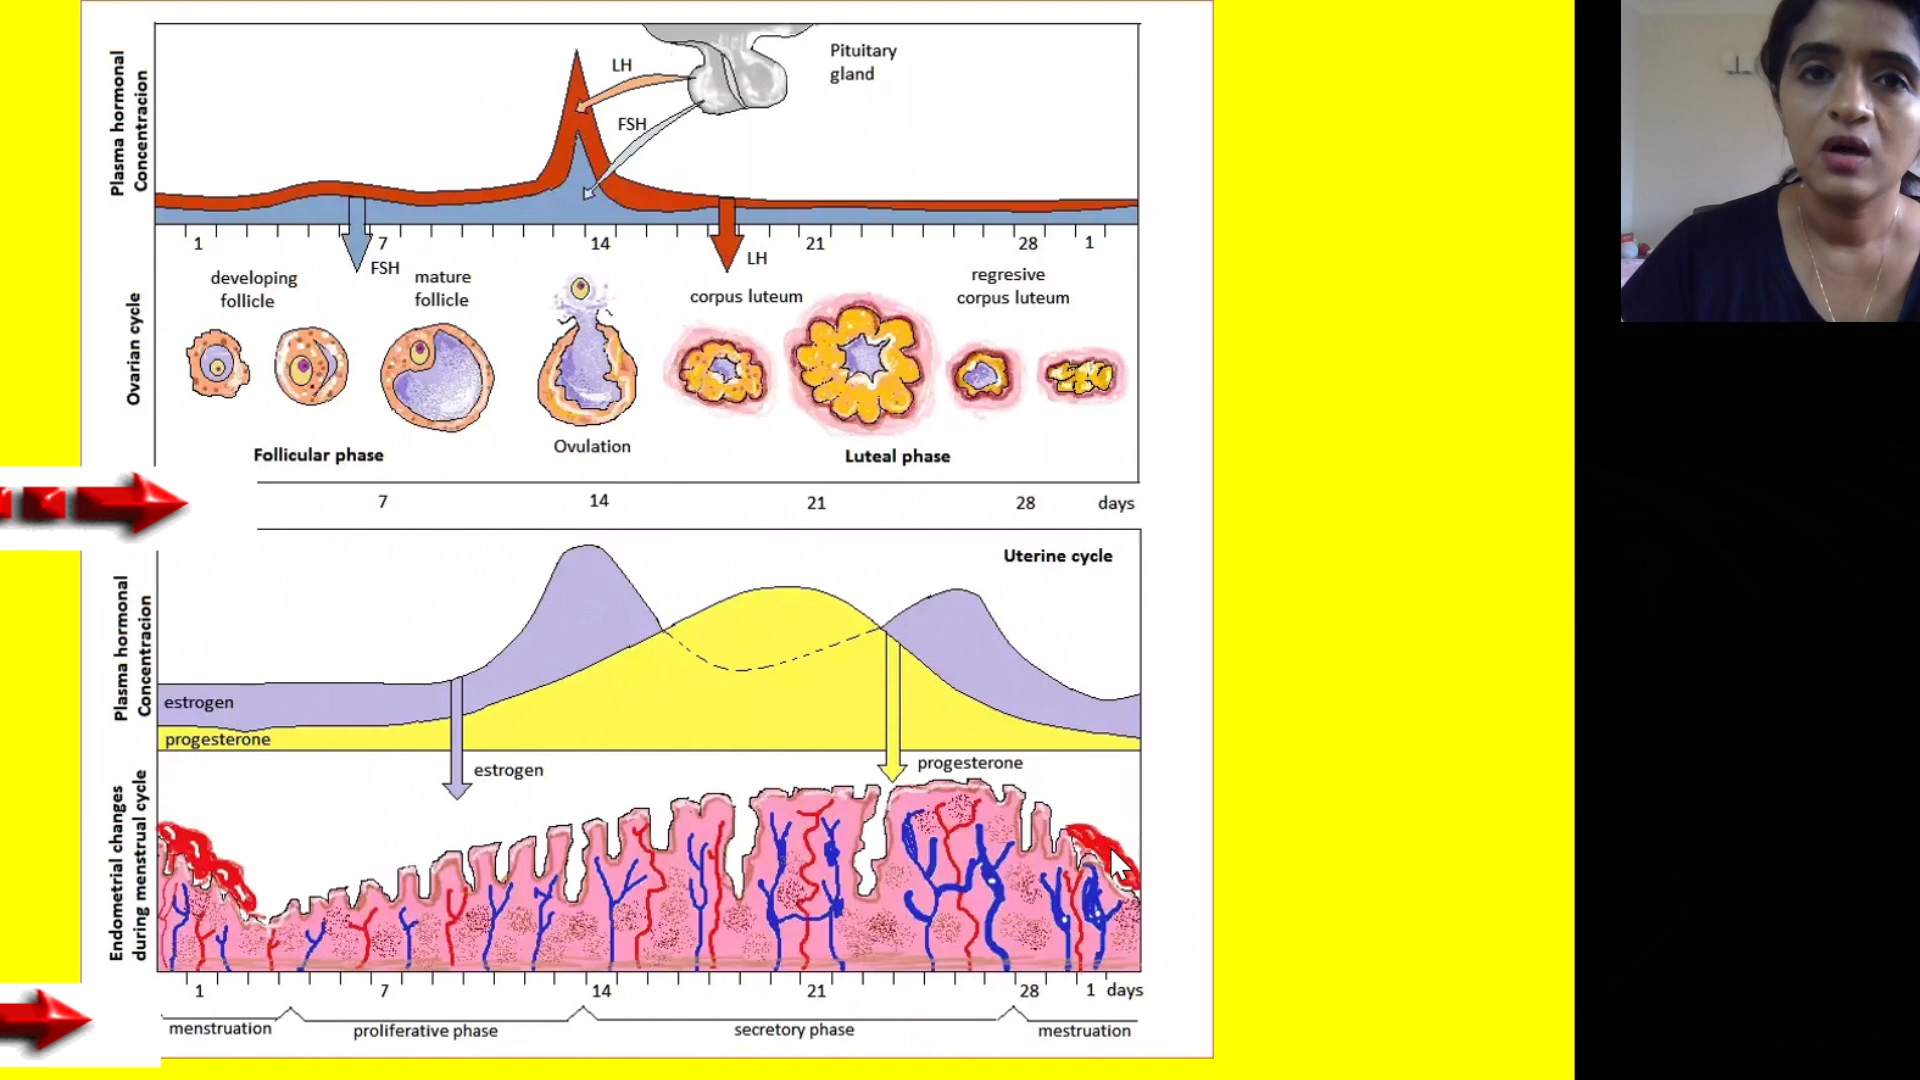 Plasma hormonal
Concentracion
LH
Pituitary
gland
FSH
1
7
14
21
28
1
FSH
LH
Ovarian cycle
developing
follicle
mature
follicle
corpus luteum
regresive
corpus luteum
Follicular phase
Ovulation
Luteal phase
7
14
21
28
days
Plasma hormonal
Concentracion
Uterine cycle
estrogen
progesterone
estrogen
progesterone
Endometrial changes
during menstrual cycle
1
7
14
21
28
1 days
menstruation
proliferative phase
secretory phase
mestruation